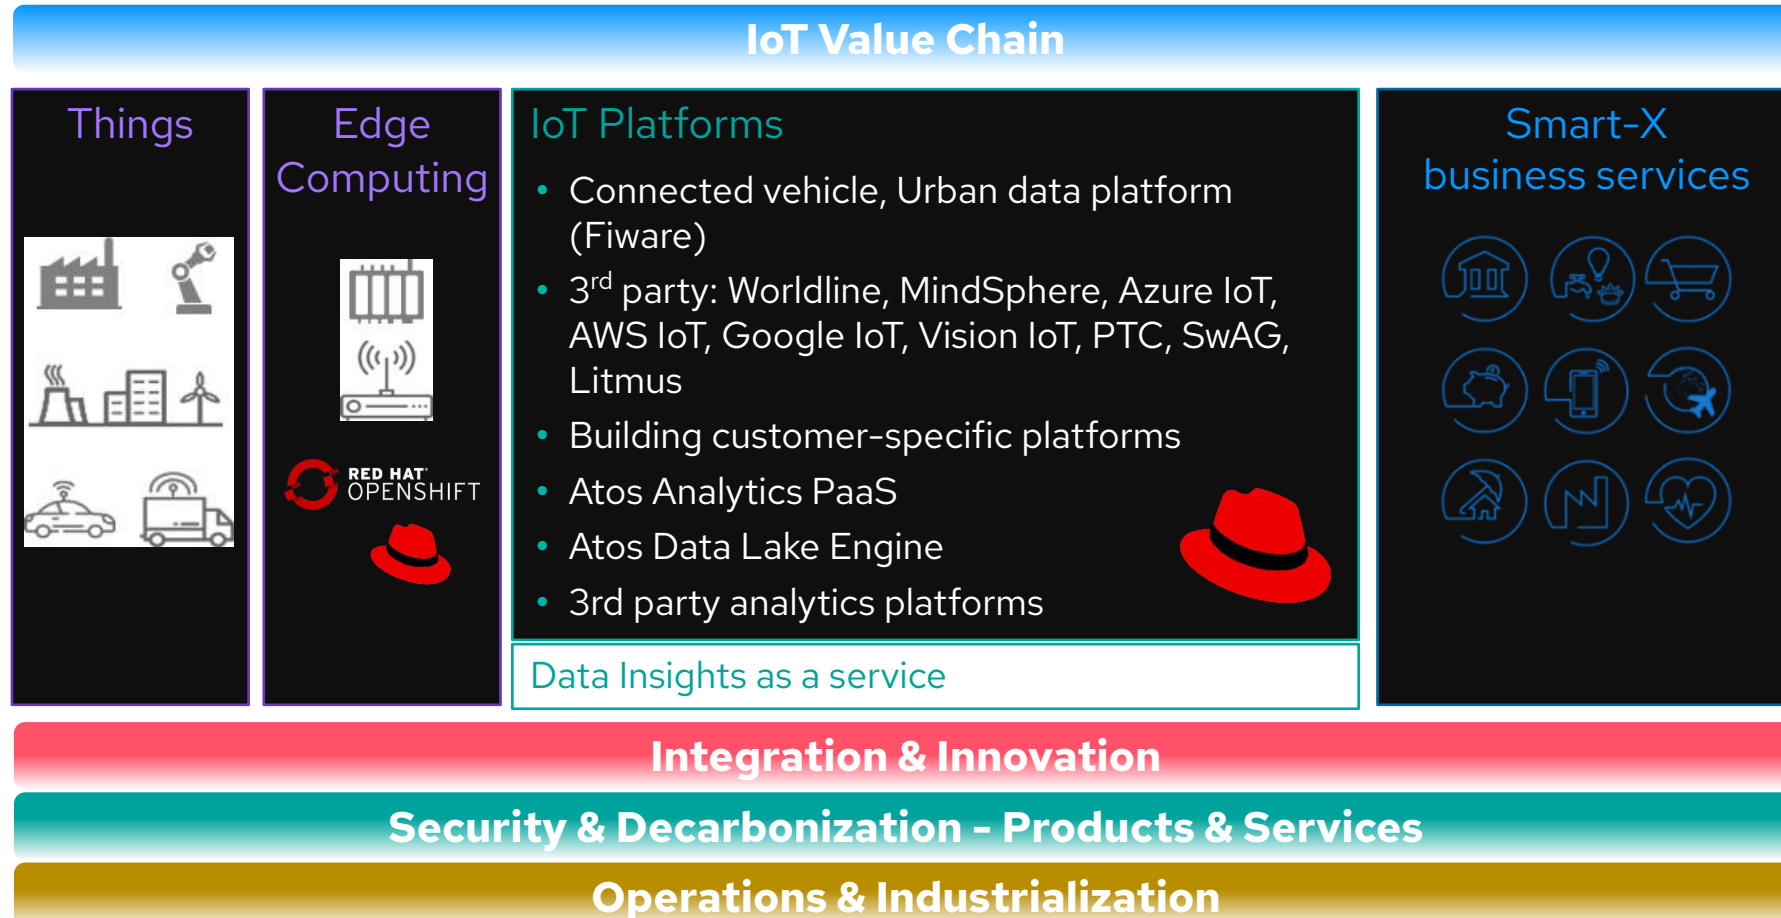 IoT Value Chain
Things
Edge
Computing
RED HAT
OPENSHIFT
IoT Platforms
• Connected vehicle, Urban data platform
(Fiware)
• 3rd party: Worldline, MindSphere, Azure IoT,
AWS IoT, Google IoT, Vision IoT, PTC, SwAG,
Litmus
• Building customer-specific platforms
• Atos Analytics PaaS
• Atos Data Lake Engine
• 3rd party analytics platforms
Data Insights as a service
Smart-X
business services
Integration & Innovation
Security & Decarbonization - Products & Services
Operations & Industrialization